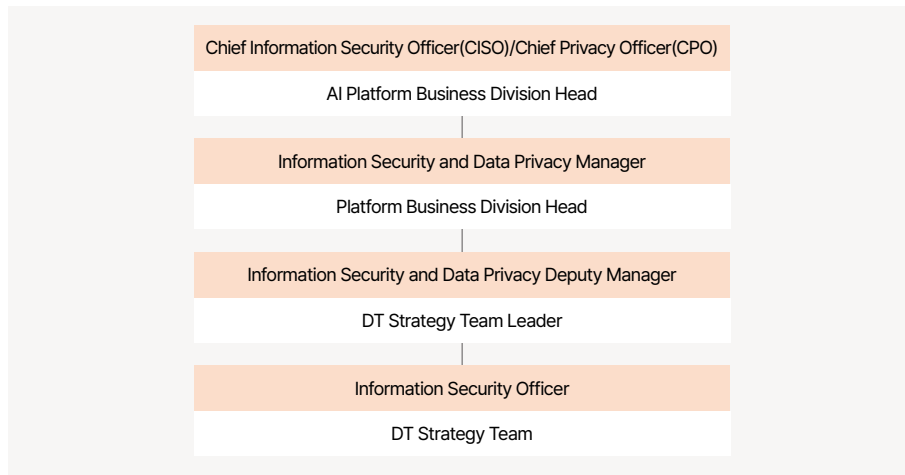 Chief Information Security Officer(CISO)/Chief Privacy Officer(CPO)
AI Platform Business Division Head
Information Security and Data Privacy Manager
Platform Business Division Head
Information Security and Data Privacy Deputy Manager
DT Strategy Team Leader
Information Security Officer
DT Strategy Team